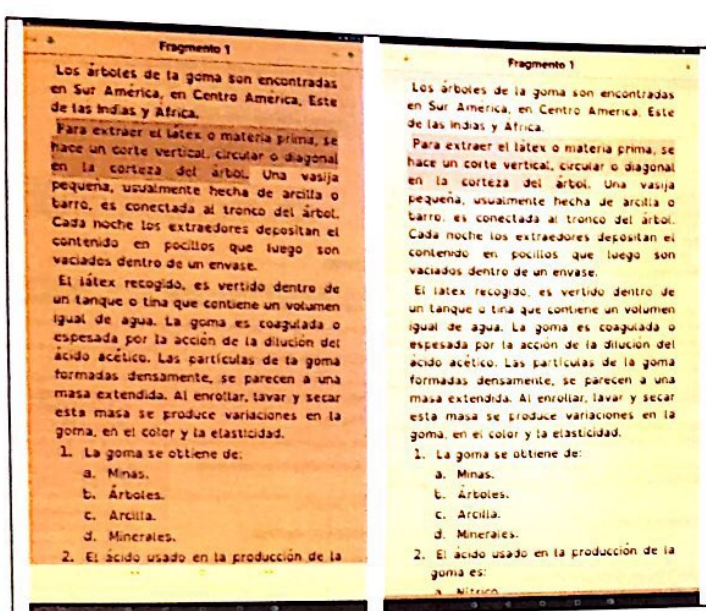 Fragmento 1
Los árboles de la goma son encontradas
en Sur América, en Centro América, Este
de las Indias y África.
Para extraer el látex o materia prima, se
hace un corte vertical, circular o diagonal
en la corteza del árbol. Una vasija
pequeña, usualmente hecha de arcilla o
barro, es conectada al tronco del árbol.
Cada noche los extraedores depositan el
contenido en pocillos que luego son
vaciados dentro de un envase.
El látex recogido, es vertido dentro de
un tanque o tina que contiene un volumen
igual de agua. La goma es coagulada o
espesada por la acción de la dilución del
ácido acético. Las partículas de la goma
formadas densamente, se parecen a una
masa extendida. Al enrollar, lavar y secar
esta masa se produce variaciones en la
goma, en el color y la elasticidad.
1. La goma se obtiene de:
a. Minas.
b. Árboles.
c. Arcilla.
d. Minerales.
2. El ácido usado en la producción de la
Fragmento 1
Los árboles de la goma son encontradas
en Sur América, en Centro América, Este
de las Indias y África.
Para extraer el látex o materia prima, se
hace un corte vertical, circular o diagonal
en la corteza del árbol. Una vasija
pequeña, usualmente hecha de arcilla o
barro, es conectada al tronco del árbol.
Cada noche los extraedores depositan el
contenido en pocillos que luego son
vaciados dentro de un envase.
El látex recogido, es vertido dentro de
un tanque o tina que contiene un volumen
igual de agua. La goma es coagulada o
espesada por la acción de la dilución del
ácido acético. Las partículas de la goma
formadas densamente, se parecen a una
masa extendida. Al enrollar, lavar y secar
esta masa se produce variaciones en la
goma, en el color y la elasticidad.
1. La goma se obtiene de:
a. Minas.
b. Árboles.
c. Arcilla.
d. Minerales.
2. El ácido usado en la producción de la
goma es:
a. Nítrico